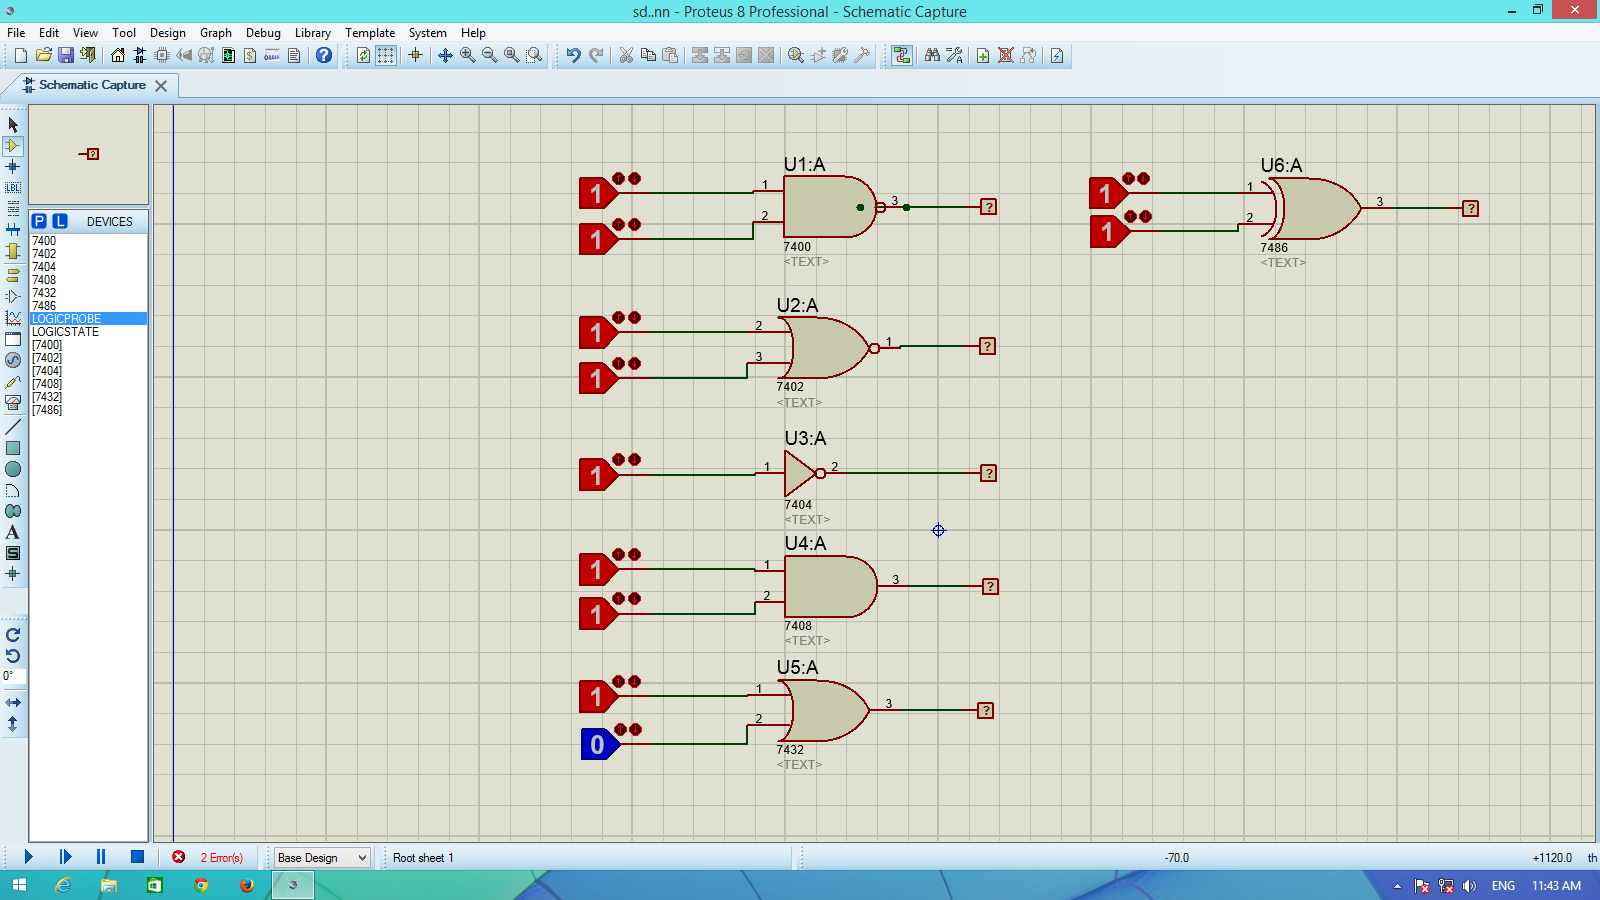 sd..nn - Proteus 8 Professional - Schematic Capture
File Edit View Tool Design Graph Debug Library Template System Help
Schematic Capture
P L DEVICES
7400
7402
7404
7408
7432
7486
LOGICPROBE
LOGICSTATE
[7400]
[7402]
[7404]
[7408]
[7432]
[7486]
LBL
A
S
0°
U1:A
1 1
1 2
3 ?
7400
<TEXT>
U6:A
1 1
1 2
3 ?
7486
<TEXT>
U2:A
1 2
1 3
1 ?
7402
<TEXT>
U3:A
1 1 2 ?
7404
<TEXT>
U4:A
1 1
1 2
3 ?
7408
<TEXT>
U5:A
1 1
0 2
3 ?
7432
<TEXT>
2 Error(s) Base Design Root sheet 1 -70.0 +1120.0 th
ENG 11:43 AM